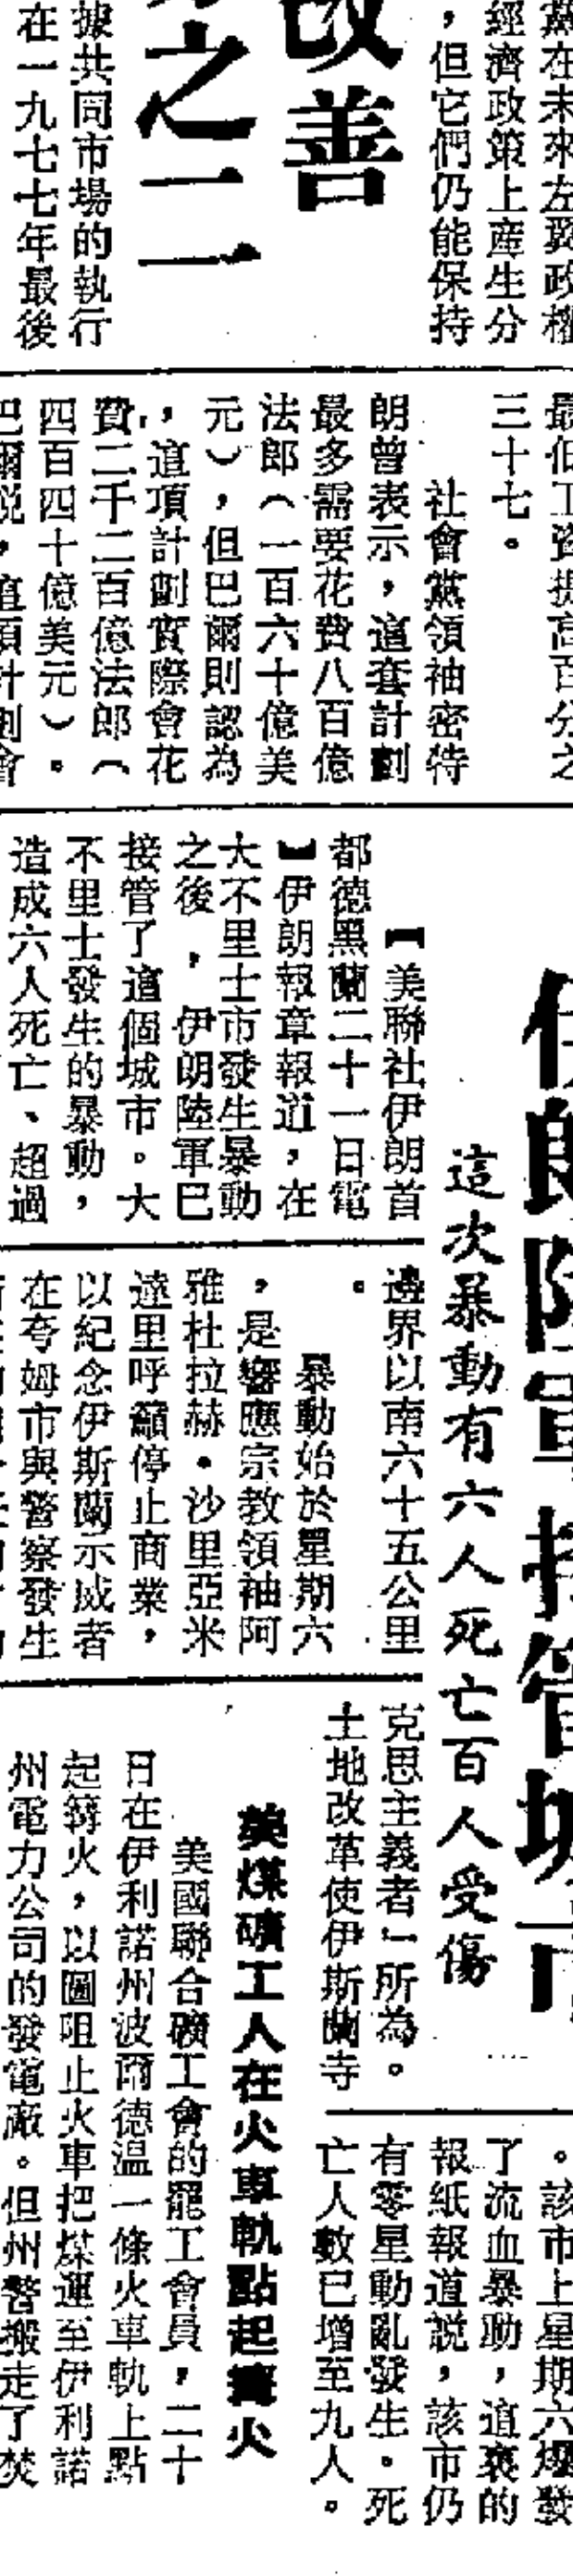 黨在未來左翼政權
經濟政策上産生分
，但它們仍能保持
改善
之二
據共同市場的執行
在一九七七年最後
最低工資提高百分之
三十七。
社會黨領袖密特
朗曾表示，這套計劃
最多需要花費八百億
法郎（一百六十億美
元），但巴爾則認為
，這項計劃實際會花
費二千二百億法郎（
四百四十億美元）。
巴爾說，這項計劃會
伊朗陸軍接管城市
這次暴動有六人死亡百人受傷
【美聯社伊朗首
都德黑蘭二十一日電
】伊朗報章報道，在
大不里士市發生暴動
之後，伊朗陸軍已
接管了這個城市。大
不里士發生的暴動，
造成六人死亡、超過
邊界以南六十五公里
。
暴動始於星期六
，是響應宗教領袖阿
雅杜拉赫·沙里亞米
達里呼籲停止商業，
以紀念伊斯蘭示威者
在夸姆市與警察發生
克思主義者」所為。
土地改革使伊斯蘭寺
。該市上星期六爆發
了流血暴動，這裏的
報紙報道説，該市仍
有零星動亂發生。死
亡人數已增至九人。
美煤礦工人在火車軌點起篝火
美國聯合礦工會的罷工會員，二十
日在伊利諾州波爾德溫一條火車軌上點
起篝火，以圖阻止火車把煤運至伊利諾
州電力公司的發電廠。但州警搬走了焚